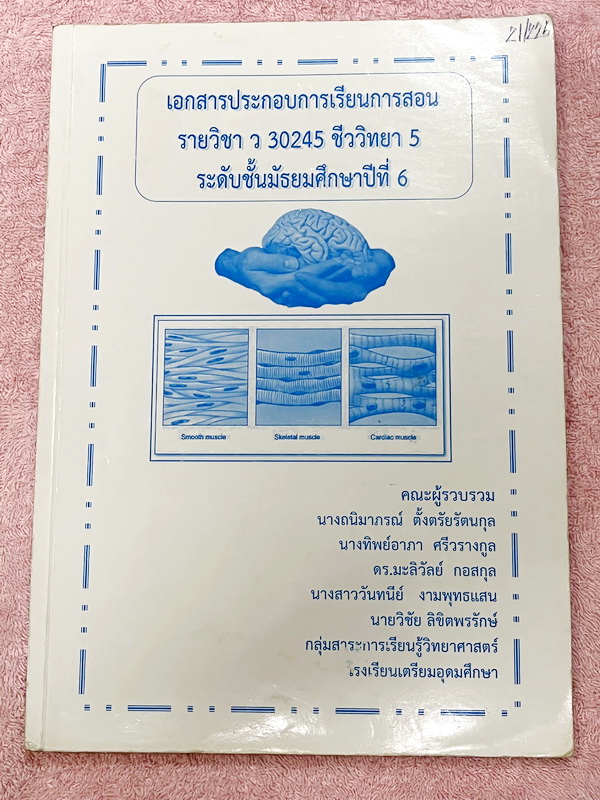 21/226
เอกสารประกอบการเรียนการสอน
รายวิชา ว 30245 ชีววิทยา 5
ระดับชั้นมัธยมศึกษาปีที่ 6
Smooth muscle
Skeletal muscle
Cardiac muscle
คณะผู้รวบรวม
นางถนิมาภรณ์ ตั้งตรัยรัตนกุล
นางทิพย์อาภา ศรีวรางกูล
ดร.มะลิวัลย์ กอสกุล
นางสาววันทนีย์ งามพุทธแสน
นายวิชัย ลิขิตพรรักษ์
กลุ่มสาระการเรียนรู้วิทยาศาสตร์
โรงเรียนเตรียมอุดมศึกษา